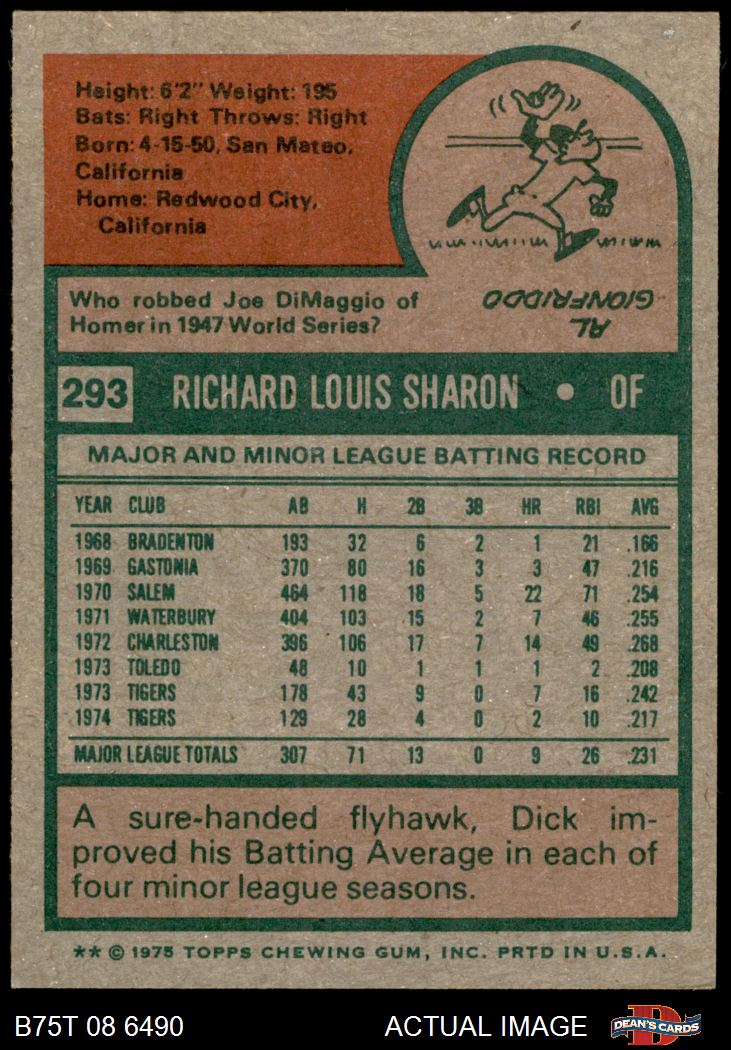 Height: 6'2" Weight: 195
Bats: Right Throws: Right
Born: 4-15-50, San Mateo,
California
Home: Redwood City,
California
Who robbed Joe DiMaggio of
Homer in 1947 World Series?
AL
GIONFRIDDO
293 RICHARD LOUIS SHARON • OF
MAJOR AND MINOR LEAGUE BATTING RECORD
YEAR CLUB AB H 2B 3B HR RBI AVG
1968 BRADENTON 193 32 6 2 1 21 .166
1969 GASTONIA 370 80 16 3 3 47 .216
1970 SALEM 464 118 18 5 22 71 .254
1971 WATERBURY 404 103 15 2 7 46 .255
1972 CHARLESTON 396 106 17 7 14 49 .268
1973 TOLEDO 48 10 1 1 1 2 .208
1973 TIGERS 178 43 9 0 7 16 .242
1974 TIGERS 129 28 4 0 2 10 .217
MAJOR LEAGUE TOTALS 307 71 13 0 9 26 .231
A sure-handed flyhawk, Dick im-
proved his Batting Average in each of
four minor league seasons.
** © 1975 TOPPS CHEWING GUM, INC. PRTD IN U.S.A.
B75T 08 6490 ACTUAL IMAGE D DEAN'S CARDS